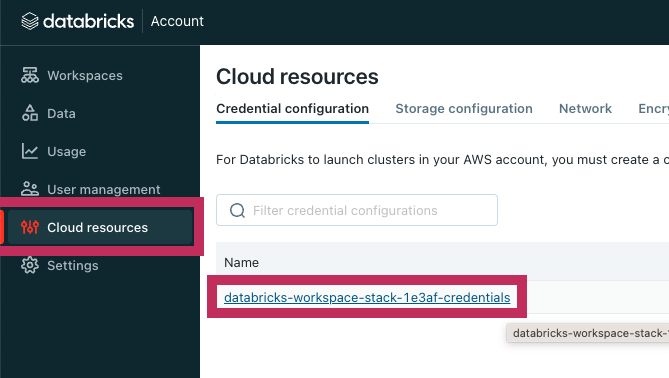 databricks Account
Workspaces
Data
Usage
User management
Cloud resources
Settings
Cloud resources
Credential configuration Storage configuration Network Encry
For Databricks to launch clusters in your AWS account, you must create a c
Filter credential configurations
Name
databricks-workspace-stack-1e3af-credentials
databricks-workspace-stack-